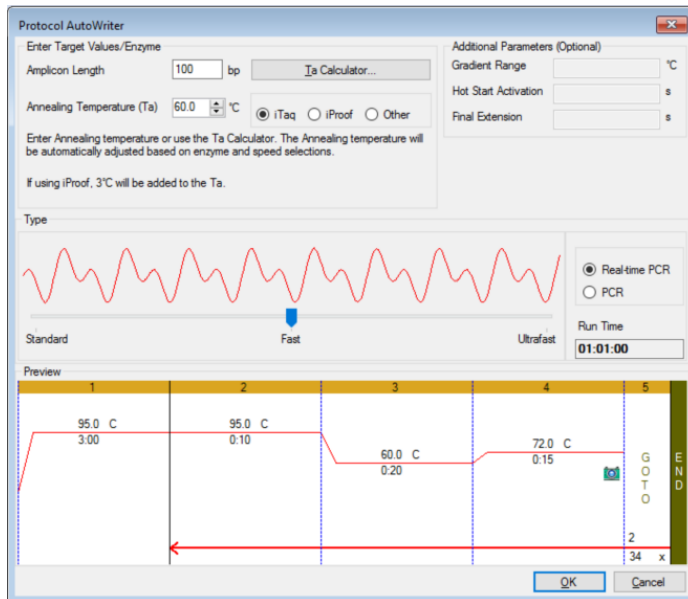 Protocol AutoWriter
Enter Target Values/Enzyme
Amplicon Length 100 bp Ta Calculator...
Annealing Temperature (Ta) 60.0 °C iTaq iProof Other
Enter Annealing temperature or use the Ta Calculator. The Annealing temperature will
be automatically adjusted based on enzyme and speed selections.
If using iProof, 3°C will be added to the Ta.
Additional Parameters (Optional)
Gradient Range °C
Hot Start Activation s
Final Extension s
Type
Standard Fast Ultrafast
Real-time PCR
PCR
Run Time
01:01:00
Preview
1 2 3 4 5
95.0 C
3:00
95.0 C
0:10
60.0 C
0:20
72.0 C
0:15
GOTO
2
34 x
END
OK Cancel